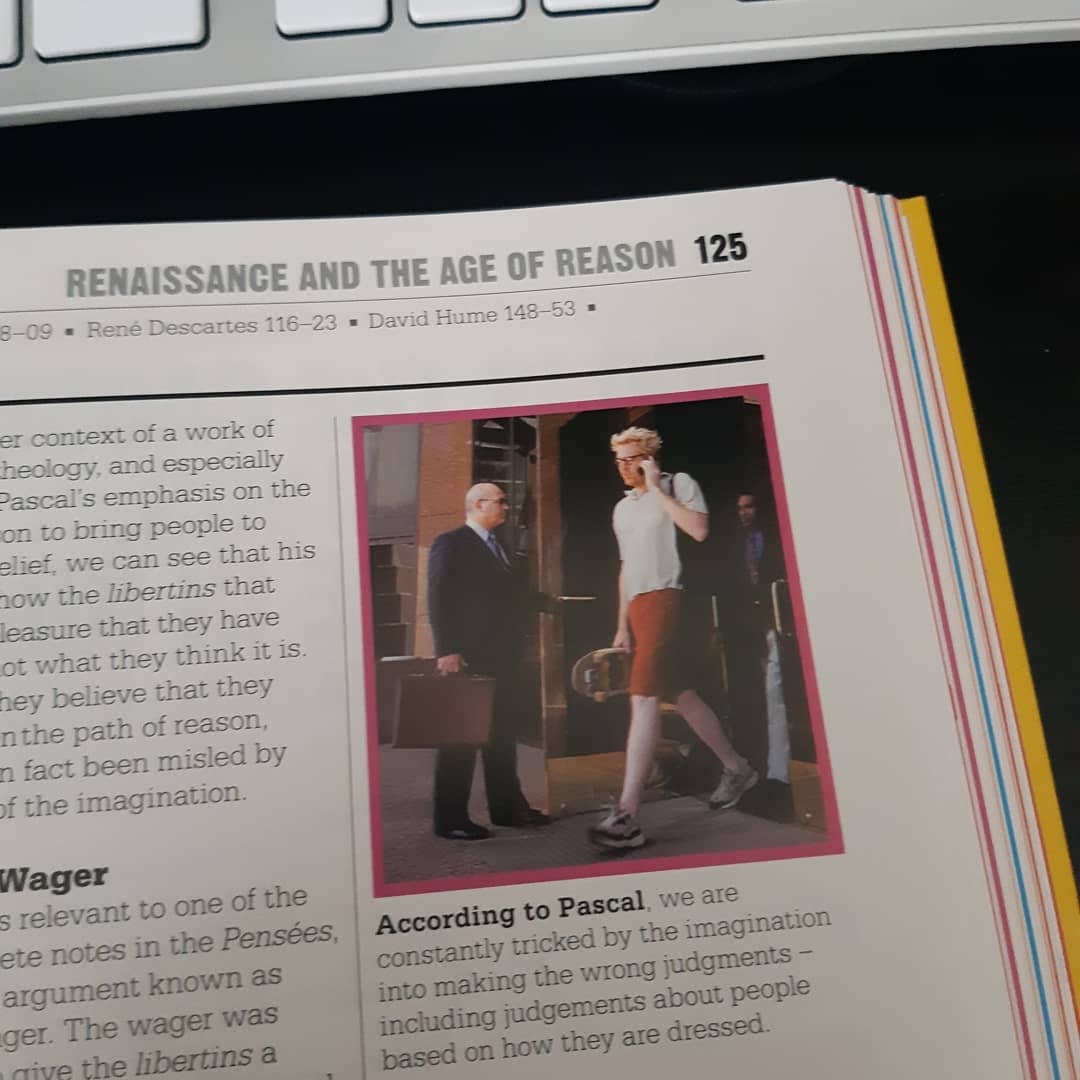 RENAISSANCE AND THE AGE OF REASON 125
8–09 ▪ René Descartes 116–23 ▪ David Hume 148–53 ▪
er context of a work of
heology, and especially
Pascal's emphasis on the
on to bring people to
elief, we can see that his
how the libertins that
leasure that they have
ot what they think it is.
hey believe that they
n the path of reason,
n fact been misled by
of the imagination.
Wager
s relevant to one of the
ete notes in the Pensées,
argument known as
ger. The wager was
give the libertins a
According to Pascal, we are
constantly tricked by the imagination
into making the wrong judgments –
including judgements about people
based on how they are dressed.